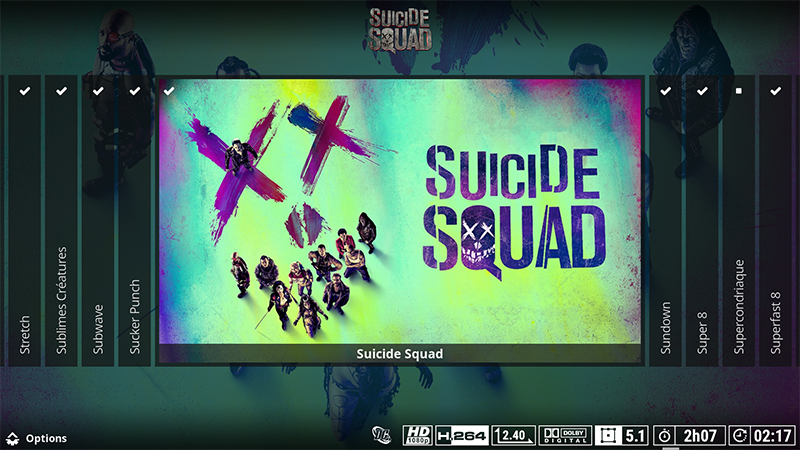 SUICIDE
SQUAD
Stretch
Sublimes Créatures
Subwave
Sucker Punch
SUICIDE
SQUAD
Suicide Squad
Sundown
Super 8
Supercondriaque
Superfast 8
Options
DC
HD
1080p
H.264
2.40
DOLBY
DIGITAL
5.1
2h07
02:17